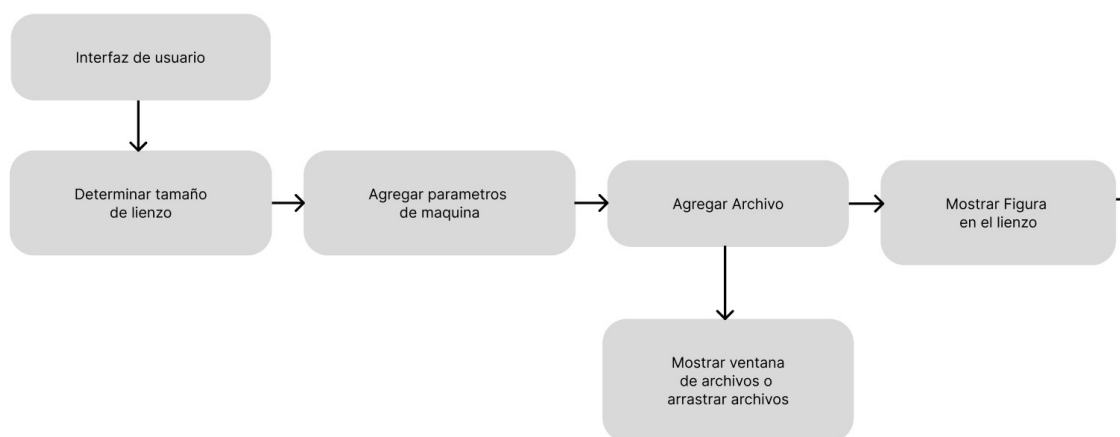 Interfaz de usuario
Determinar tamaño
de lienzo
Agregar parametros
de maquina
Agregar Archivo
Mostrar Figura
en el lienzo
Mostrar ventana
de archivos o
arrastrar archivos